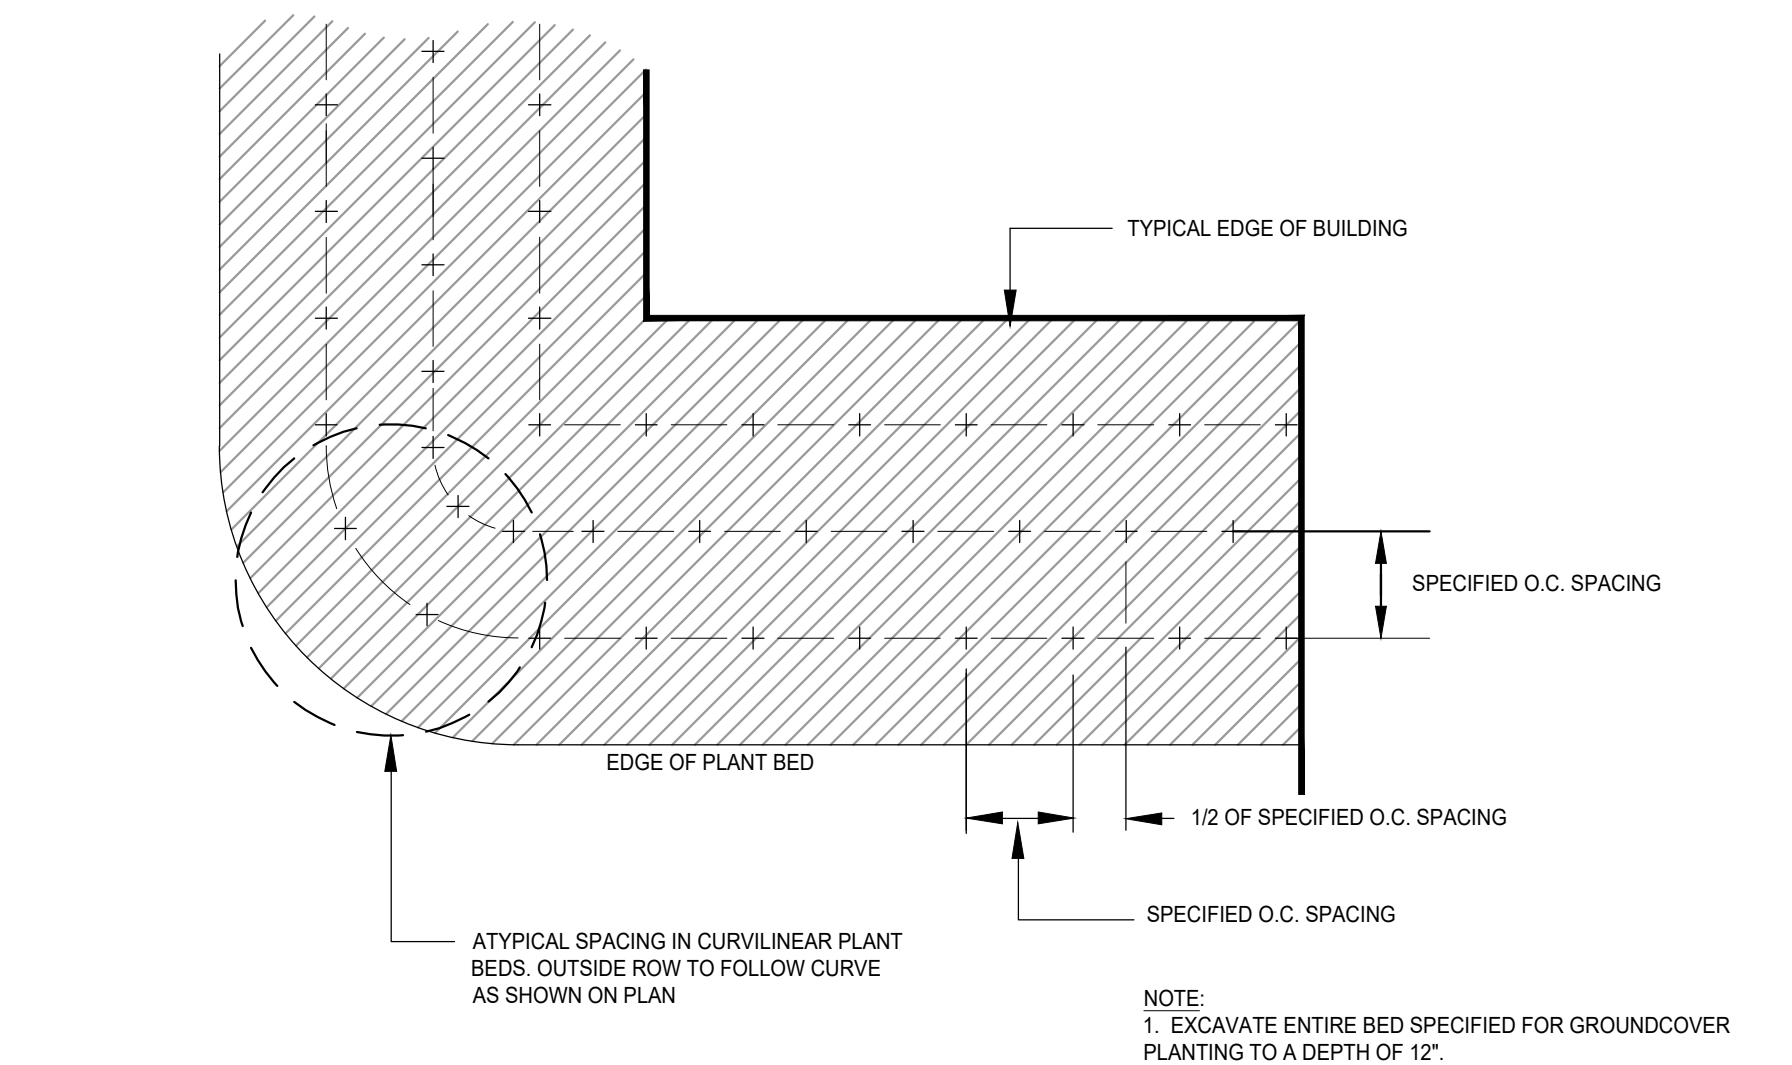 TYPICAL EDGE OF BUILDING
SPECIFIED O.C. SPACING
EDGE OF PLANT BED
1/2 OF SPECIFIED O.C. SPACING
SPECIFIED O.C. SPACING
ATYPICAL SPACING IN CURVILINEAR PLANT
BEDS. OUTSIDE ROW TO FOLLOW CURVE
AS SHOWN ON PLAN
NOTE:
1. EXCAVATE ENTIRE BED SPECIFIED FOR GROUNDCOVER
PLANTING TO A DEPTH OF 12".